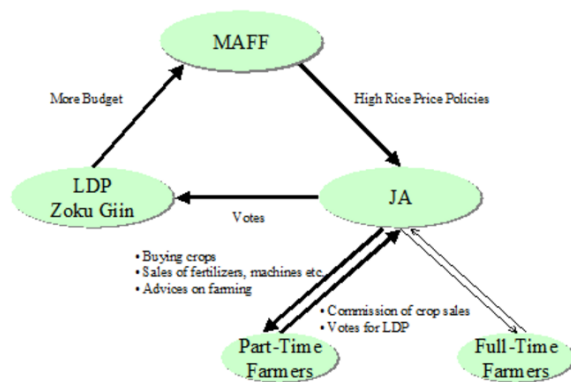 MAFF
More Budget
High Rice Price Policies
LDP
Zoku Giin
JA
Votes
• Buying crops
• Sales of fertilizers, machines etc.
• Advices on farming
• Commission of crop sales
• Votes for LDP
Part-Time
Farmers
Full-Time
Farmers